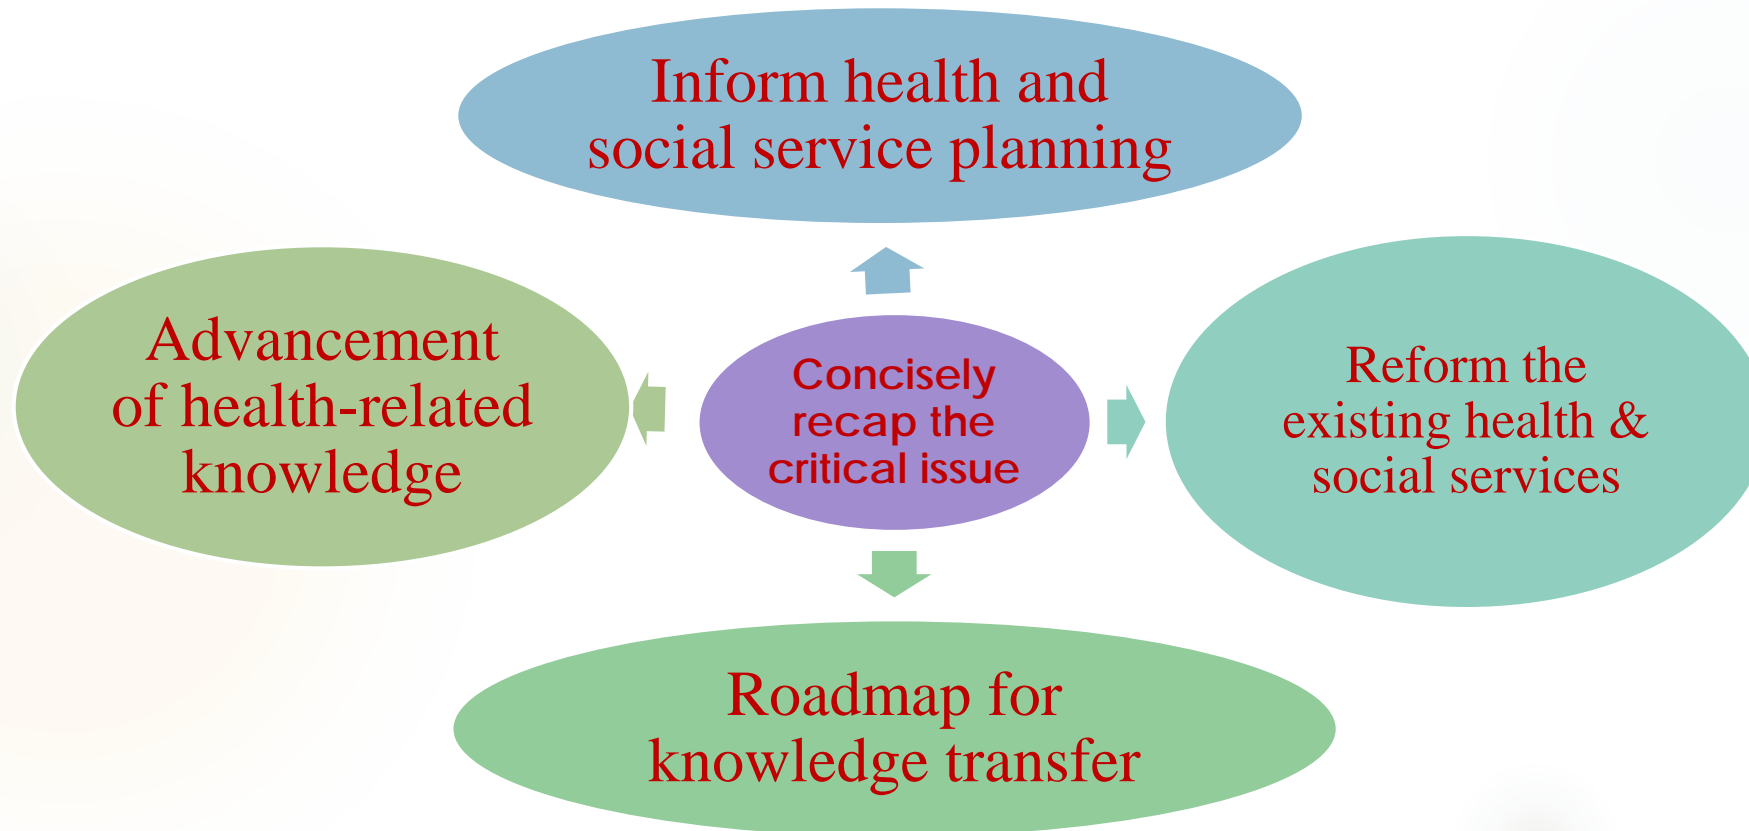 Inform health and
social service planning
Advancement
of health-related
knowledge
Concisely
recap the
critical issue
Reform the
existing health &
social services
Roadmap for
knowledge transfer